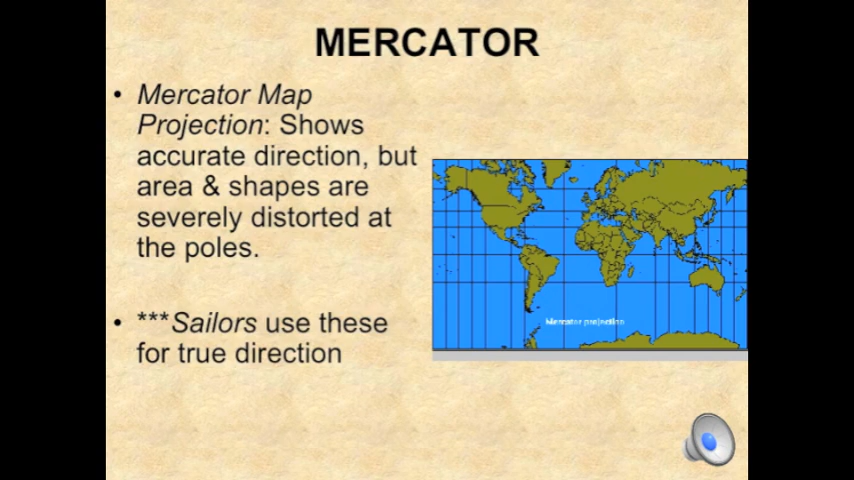 MERCATOR
• Mercator Map
Projection: Shows
accurate direction, but
area & shapes are
severely distorted at
the poles.
• ***Sailors use these
for true direction
Mercator projection